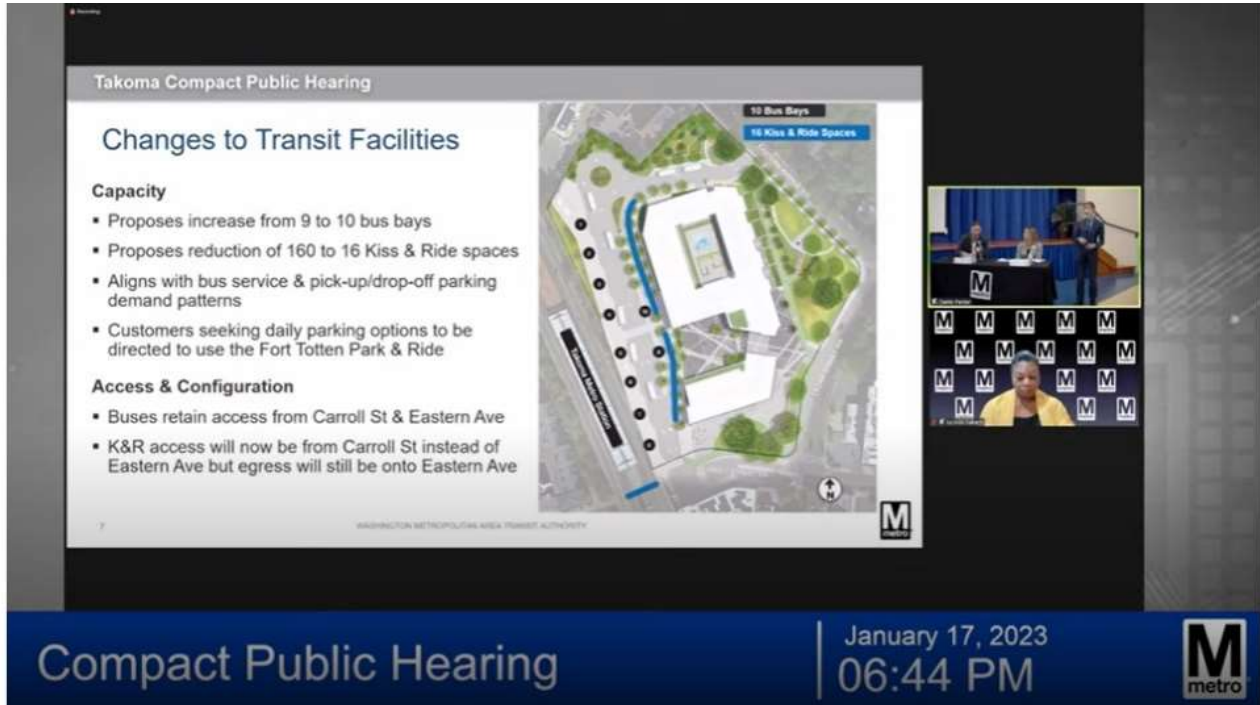 Recording
Takoma Compact Public Hearing
Changes to Transit Facilities
Capacity
▪ Proposes increase from 9 to 10 bus bays
▪ Proposes reduction of 160 to 16 Kiss & Ride spaces
▪ Aligns with bus service & pick-up/drop-off parking
demand patterns
▪ Customers seeking daily parking options to be
directed to use the Fort Totten Park & Ride
Access & Configuration
▪ Buses retain access from Carroll St & Eastern Ave
▪ K&R access will now be from Carroll St instead of
Eastern Ave but egress will still be onto Eastern Ave
7
WASHINGTON METROPOLITAN AREA TRANSIT AUTHORITY
10 Bus Bays
16 Kiss & Ride Spaces
Takoma Metro Station
N
M
metro
Compact Public Hearing
January 17, 2023
06:44 PM
M
metro